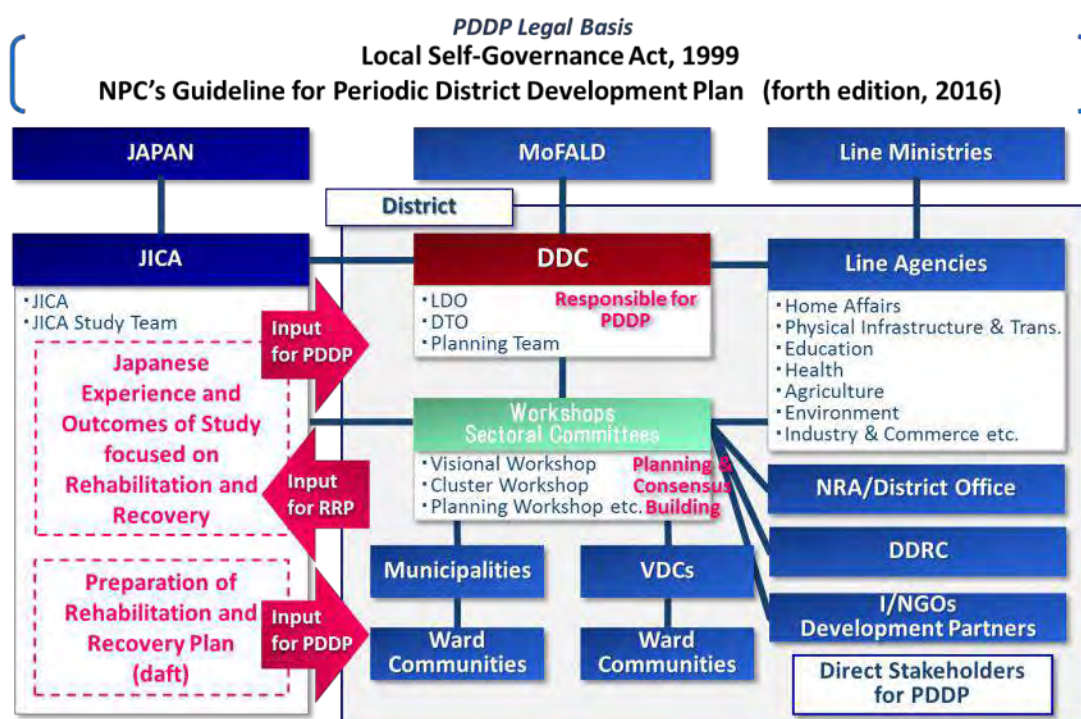 PDDP Legal Basis
Local Self-Governance Act, 1999
NPC's Guideline for Periodic District Development Plan (forth edition, 2016)
JAPAN
MoFALD
Line Ministries
District
JICA
・JICA
・JICA Study Team
Input
for PDDP
Japanese
Experience and
Outcomes of Study
focused on
Rehabilitation and
Recovery
Input
for RRP
Preparation of
Rehabilitation and
Recovery Plan
(daft)
Input
for PDDP
DDC
・LDO
・DTO
・Planning Team
Responsible for
PDDP
Workshops
Sectoral Committees
・Visional Workshop
・Cluster Workshop
・Planning Workshop etc.
Planning &
Consensus
Building
Municipalities
VDCs
Ward
Communities
Ward
Communities
Line Agencies
・Home Affairs
・Physical Infrastructure & Trans.
・Education
・Health
・Agriculture
・Environment
・Industry & Commerce etc.
NRA/District Office
DDRC
I/NGOs
Development Partners
Direct Stakeholders
for PDDP